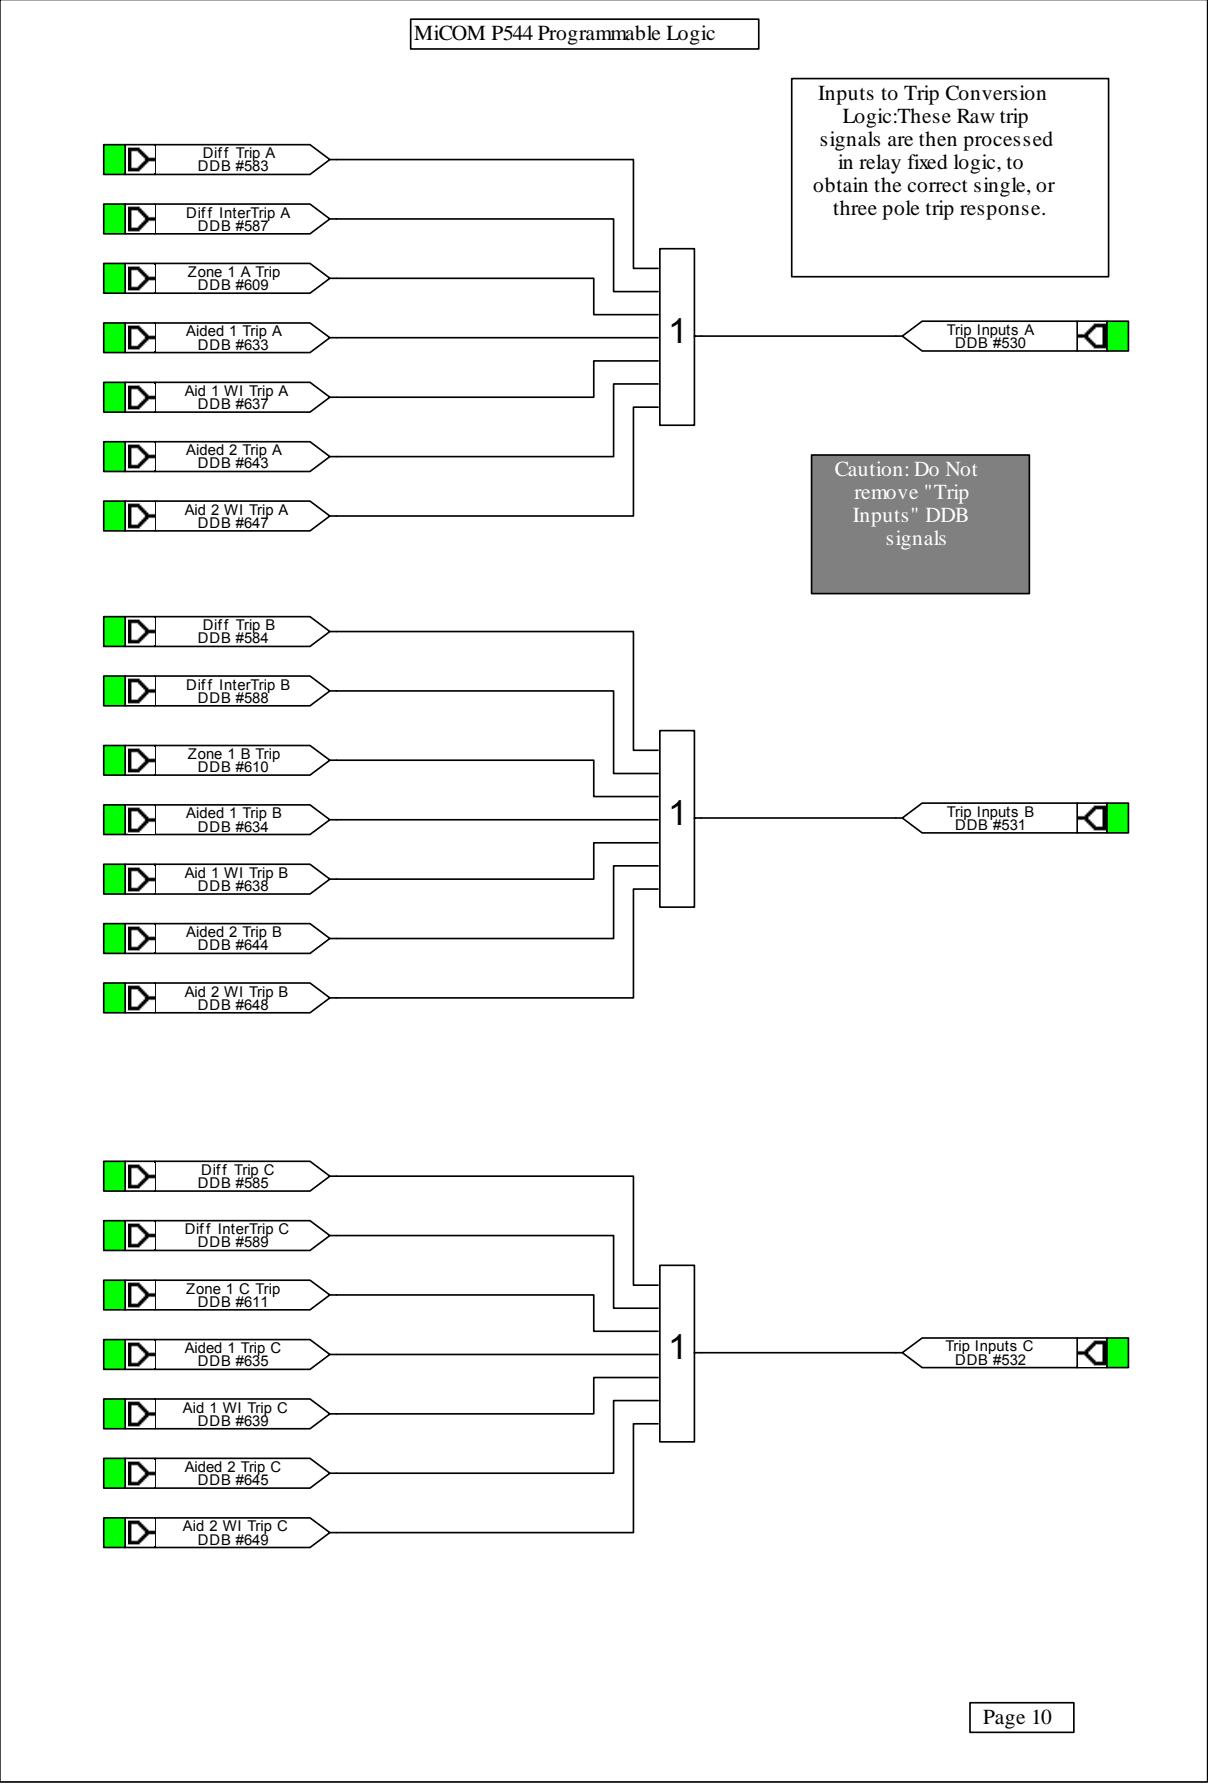 MiCOM P544 Programmable Logic
Inputs to Trip Conversion
Logic:These Raw trip
signals are then processed
in relay fixed logic, to
obtain the correct single, or
three pole trip response.
Diff Trip A
DDB #583
Diff InterTrip A
DDB #587
Zone 1 A Trip
DDB #609
Aided 1 Trip A
DDB #633
Aid 1 WI Trip A
DDB #637
Aided 2 Trip A
DDB #643
Aid 2 WI Trip A
DDB #647
1
Trip Inputs A
DDB #530
Caution: Do Not
remove "Trip
Inputs" DDB
signals
Diff Trip B
DDB #584
Diff InterTrip B
DDB #588
Zone 1 B Trip
DDB #610
Aided 1 Trip B
DDB #634
Aid 1 WI Trip B
DDB #638
Aided 2 Trip B
DDB #644
Aid 2 WI Trip B
DDB #648
1
Trip Inputs B
DDB #531
Diff Trip C
DDB #585
Diff InterTrip C
DDB #589
Zone 1 C Trip
DDB #611
Aided 1 Trip C
DDB #635
Aid 1 WI Trip C
DDB #639
Aided 2 Trip C
DDB #645
Aid 2 WI Trip C
DDB #649
1
Trip Inputs C
DDB #532
Page 10